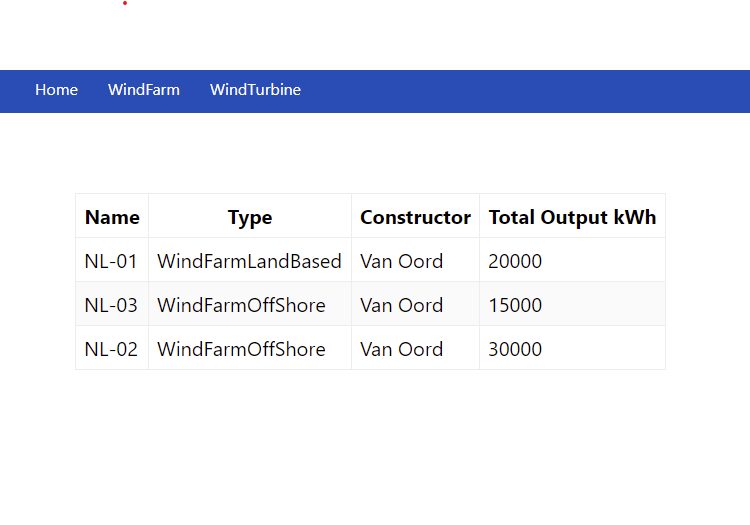 Home WindFarm WindTurbine
Name Type Constructor Total Output kWh
NL-01 WindFarmLandBased Van Oord 20000
NL-03 WindFarmOffShore Van Oord 15000
NL-02 WindFarmOffShore Van Oord 30000